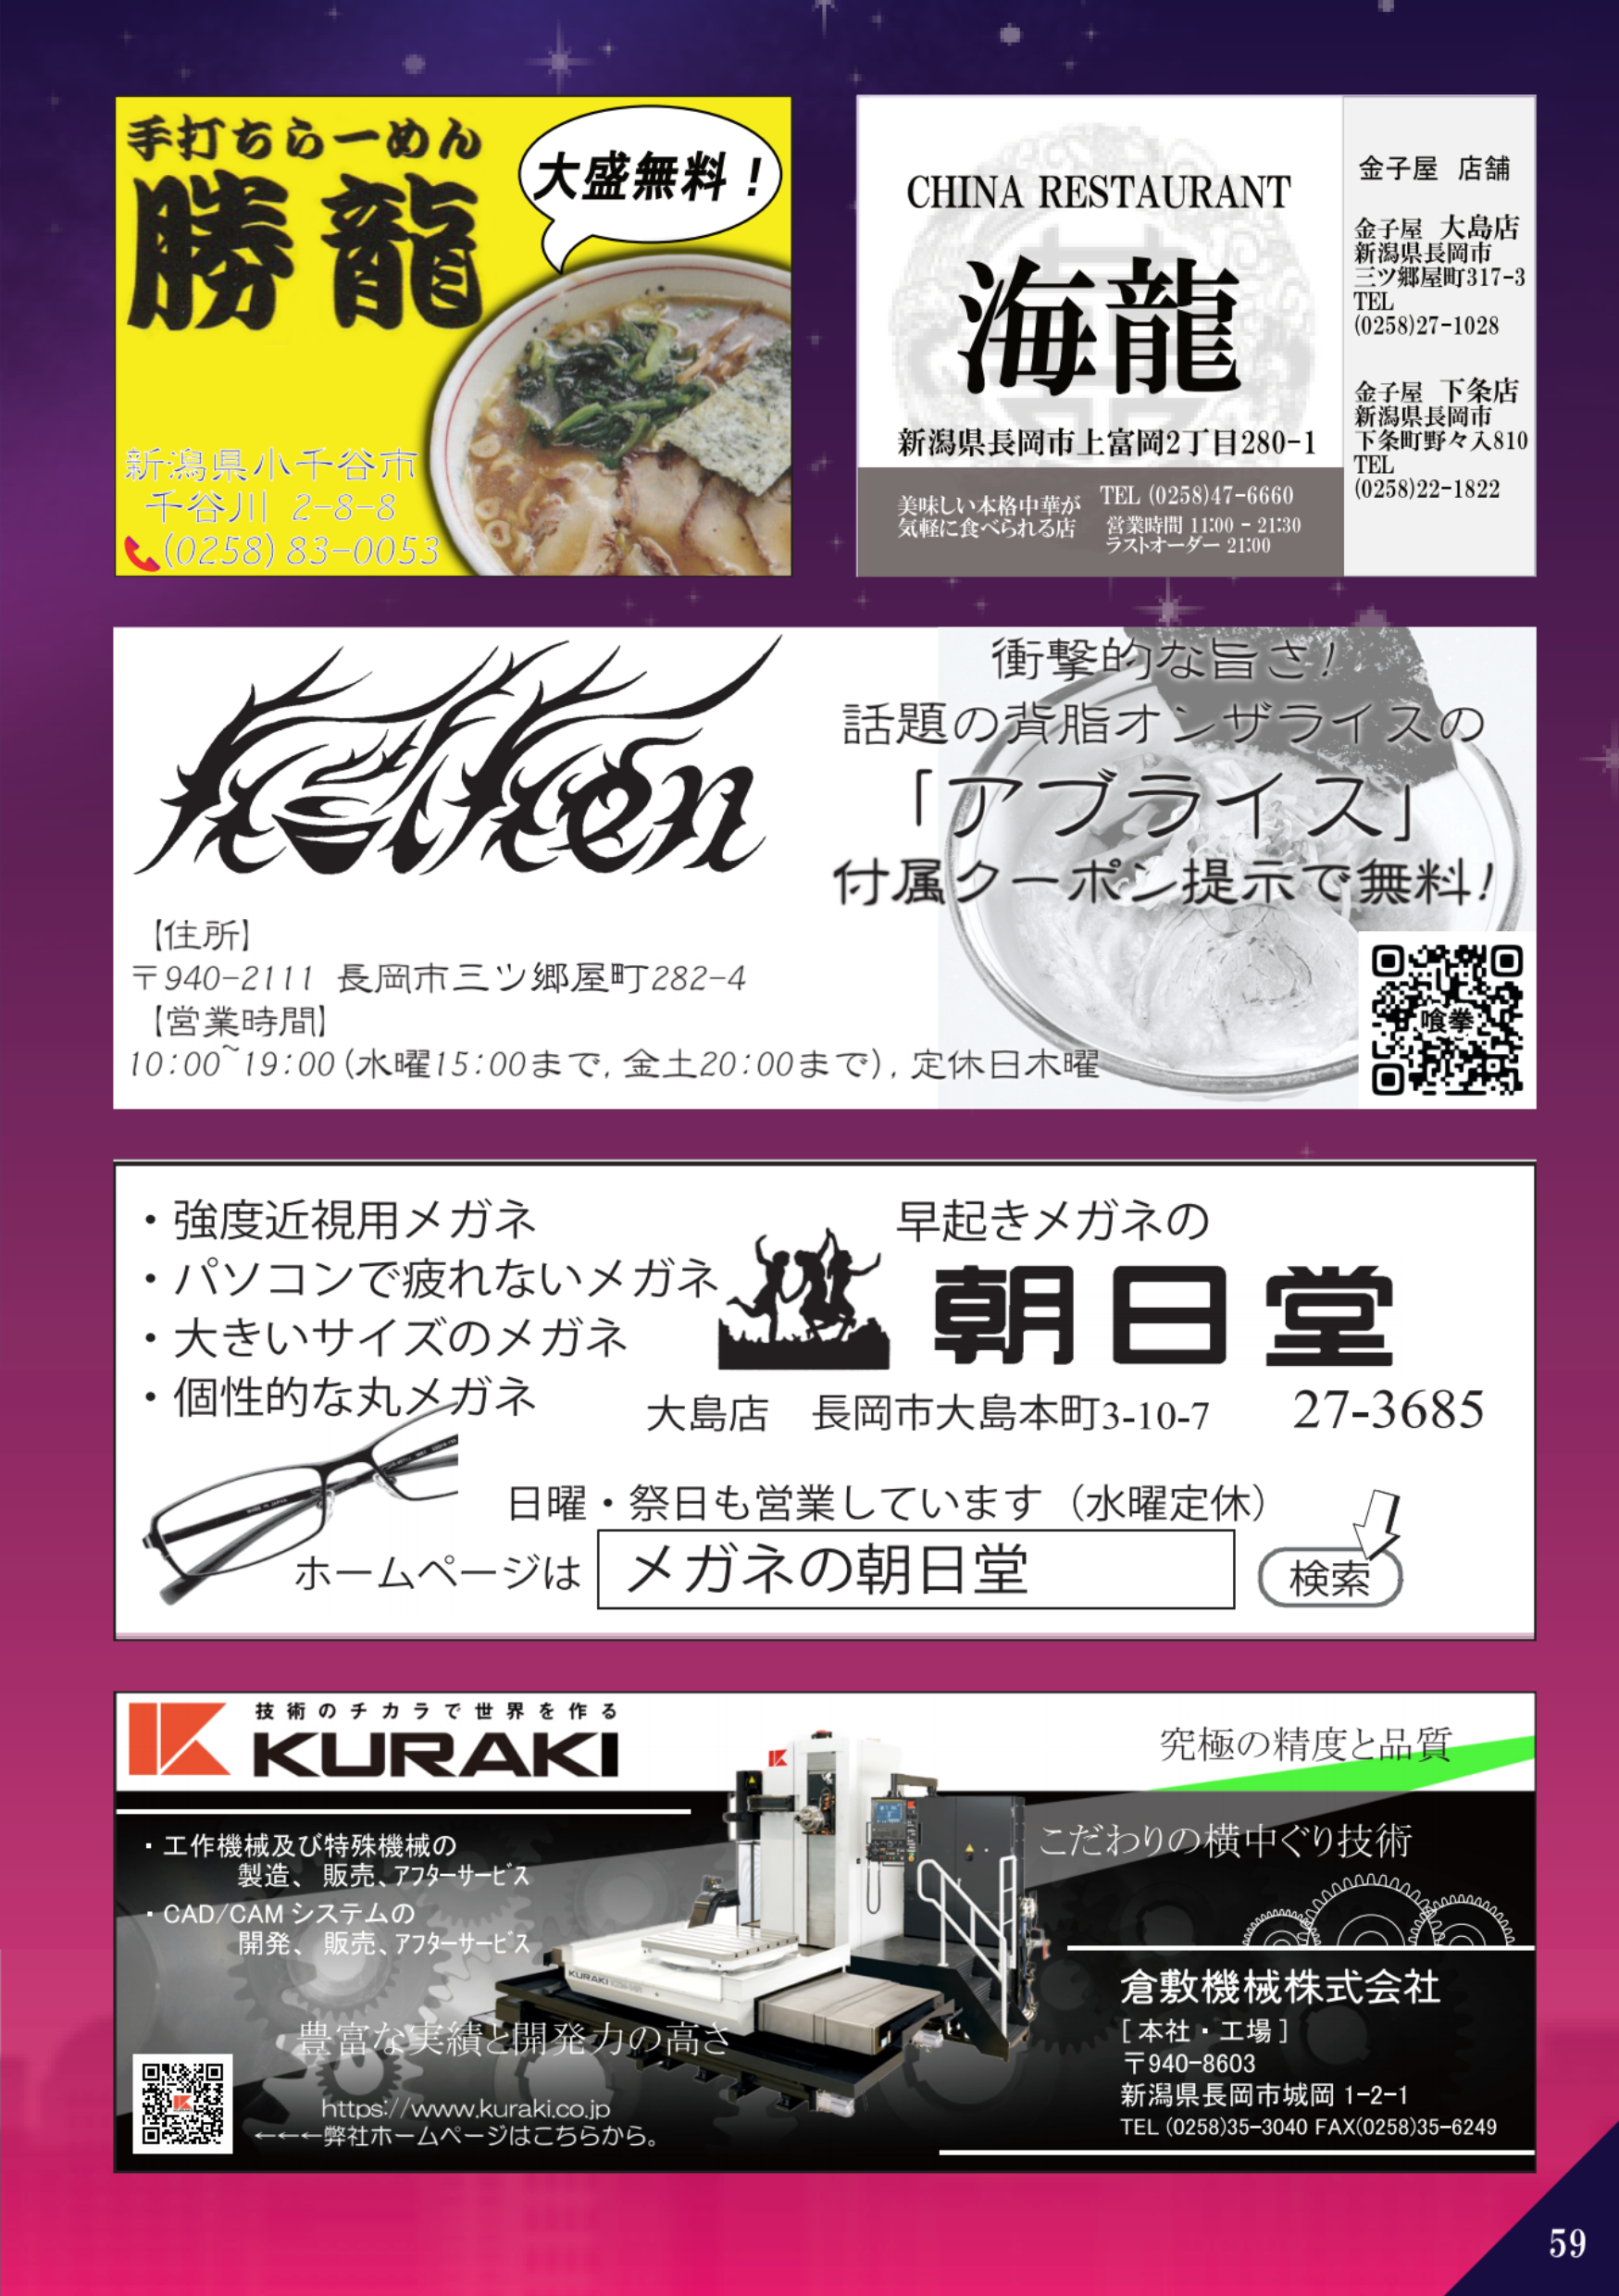 手打ちらーめん
勝龍
大盛無料！
新潟県小千谷市
千谷川 2-8-8
(0258) 83-0053
CHINA RESTAURANT
海龍
新潟県長岡市上富岡2丁目280-1
美味しい本格中華が
気軽に食べられる店
TEL (0258)47-6660
営業時間 11:00 - 21:30
ラストオーダー 21:00
金子屋 店舗
金子屋 大島店
新潟県長岡市
三ツ郷屋町317-3
TEL
(0258)27-1028
金子屋 下条店
新潟県長岡市
下条町野々入810
TEL
(0258)22-1822
衝撃的な旨さ！
話題の背脂オンザライスの
「アブライス」
付属クーポン提示で無料！
【住所】
〒940-2111 長岡市三ツ郷屋町282-4
【営業時間】
10:00~19:00 (水曜15:00まで, 金土20:00まで), 定休日木曜
喰拳
・強度近視用メガネ
・パソコンで疲れないメガネ
・大きいサイズのメガネ
・個性的な丸メガネ
早起きメガネの
朝日堂
大島店 長岡市大島本町3-10-7 27-3685
日曜・祭日も営業しています（水曜定休）
ホームページは メガネの朝日堂 検索
技術のチカラで世界を作る
KURAKI
究極の精度と品質
・工作機械及び特殊機械の
製造、販売、アフターサービス
・CAD/CAM システムの
開発、販売、アフターサービス
こだわりの横中ぐり技術
KURAKI
豊富な実績と開発力の高さ
https://www.kuraki.co.jp
←←←弊社ホームページはこちらから。
倉敷機械株式会社
[ 本社・工場 ]
〒940-8603
新潟県長岡市城岡 1-2-1
TEL (0258)35-3040 FAX(0258)35-6249
59